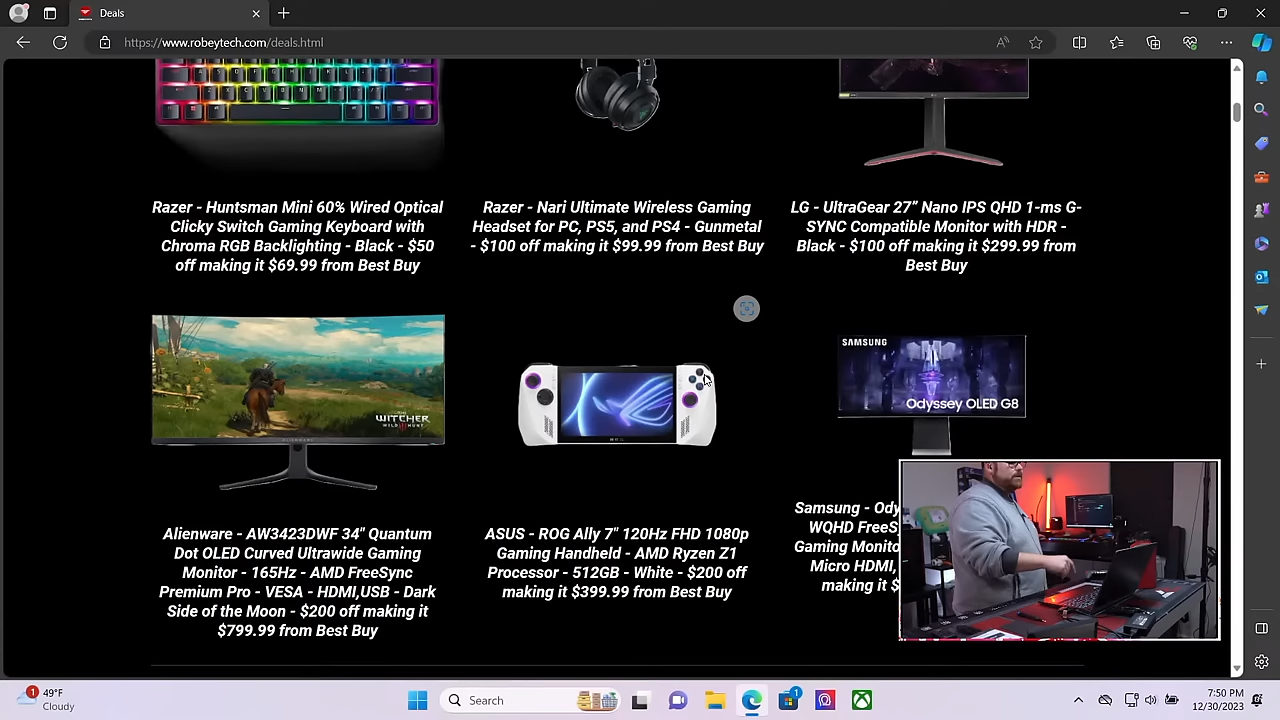 Deals
https://www.robeytech.com/deals.html
Razer - Huntsman Mini 60% Wired Optical
Clicky Switch Gaming Keyboard with
Chroma RGB Backlighting - Black - $50
off making it $69.99 from Best Buy
Razer - Nari Ultimate Wireless Gaming
Headset for PC, PS5, and PS4 - Gunmetal
- $100 off making it $99.99 from Best Buy
LG - UltraGear 27” Nano IPS QHD 1-ms G-
SYNC Compatible Monitor with HDR -
Black - $100 off making it $299.99 from
Best Buy
THE
WITCHER
WILD HUNT
ALIENWARE
SAMSUNG
Odyssey OLED G8
Alienware - AW3423DWF 34" Quantum
Dot OLED Curved Ultrawide Gaming
Monitor - 165Hz - AMD FreeSync
Premium Pro - VESA - HDMI,USB - Dark
Side of the Moon - $200 off making it
$799.99 from Best Buy
ASUS - ROG Ally 7" 120Hz FHD 1080p
Gaming Handheld - AMD Ryzen Z1
Processor - 512GB - White - $200 off
making it $399.99 from Best Buy
Samsung - Ody
WQHD FreeS
Gaming Monito
Micro HDMI,
making it $
1
49°F
Cloudy
Search
1
7:50 PM
12/30/2023